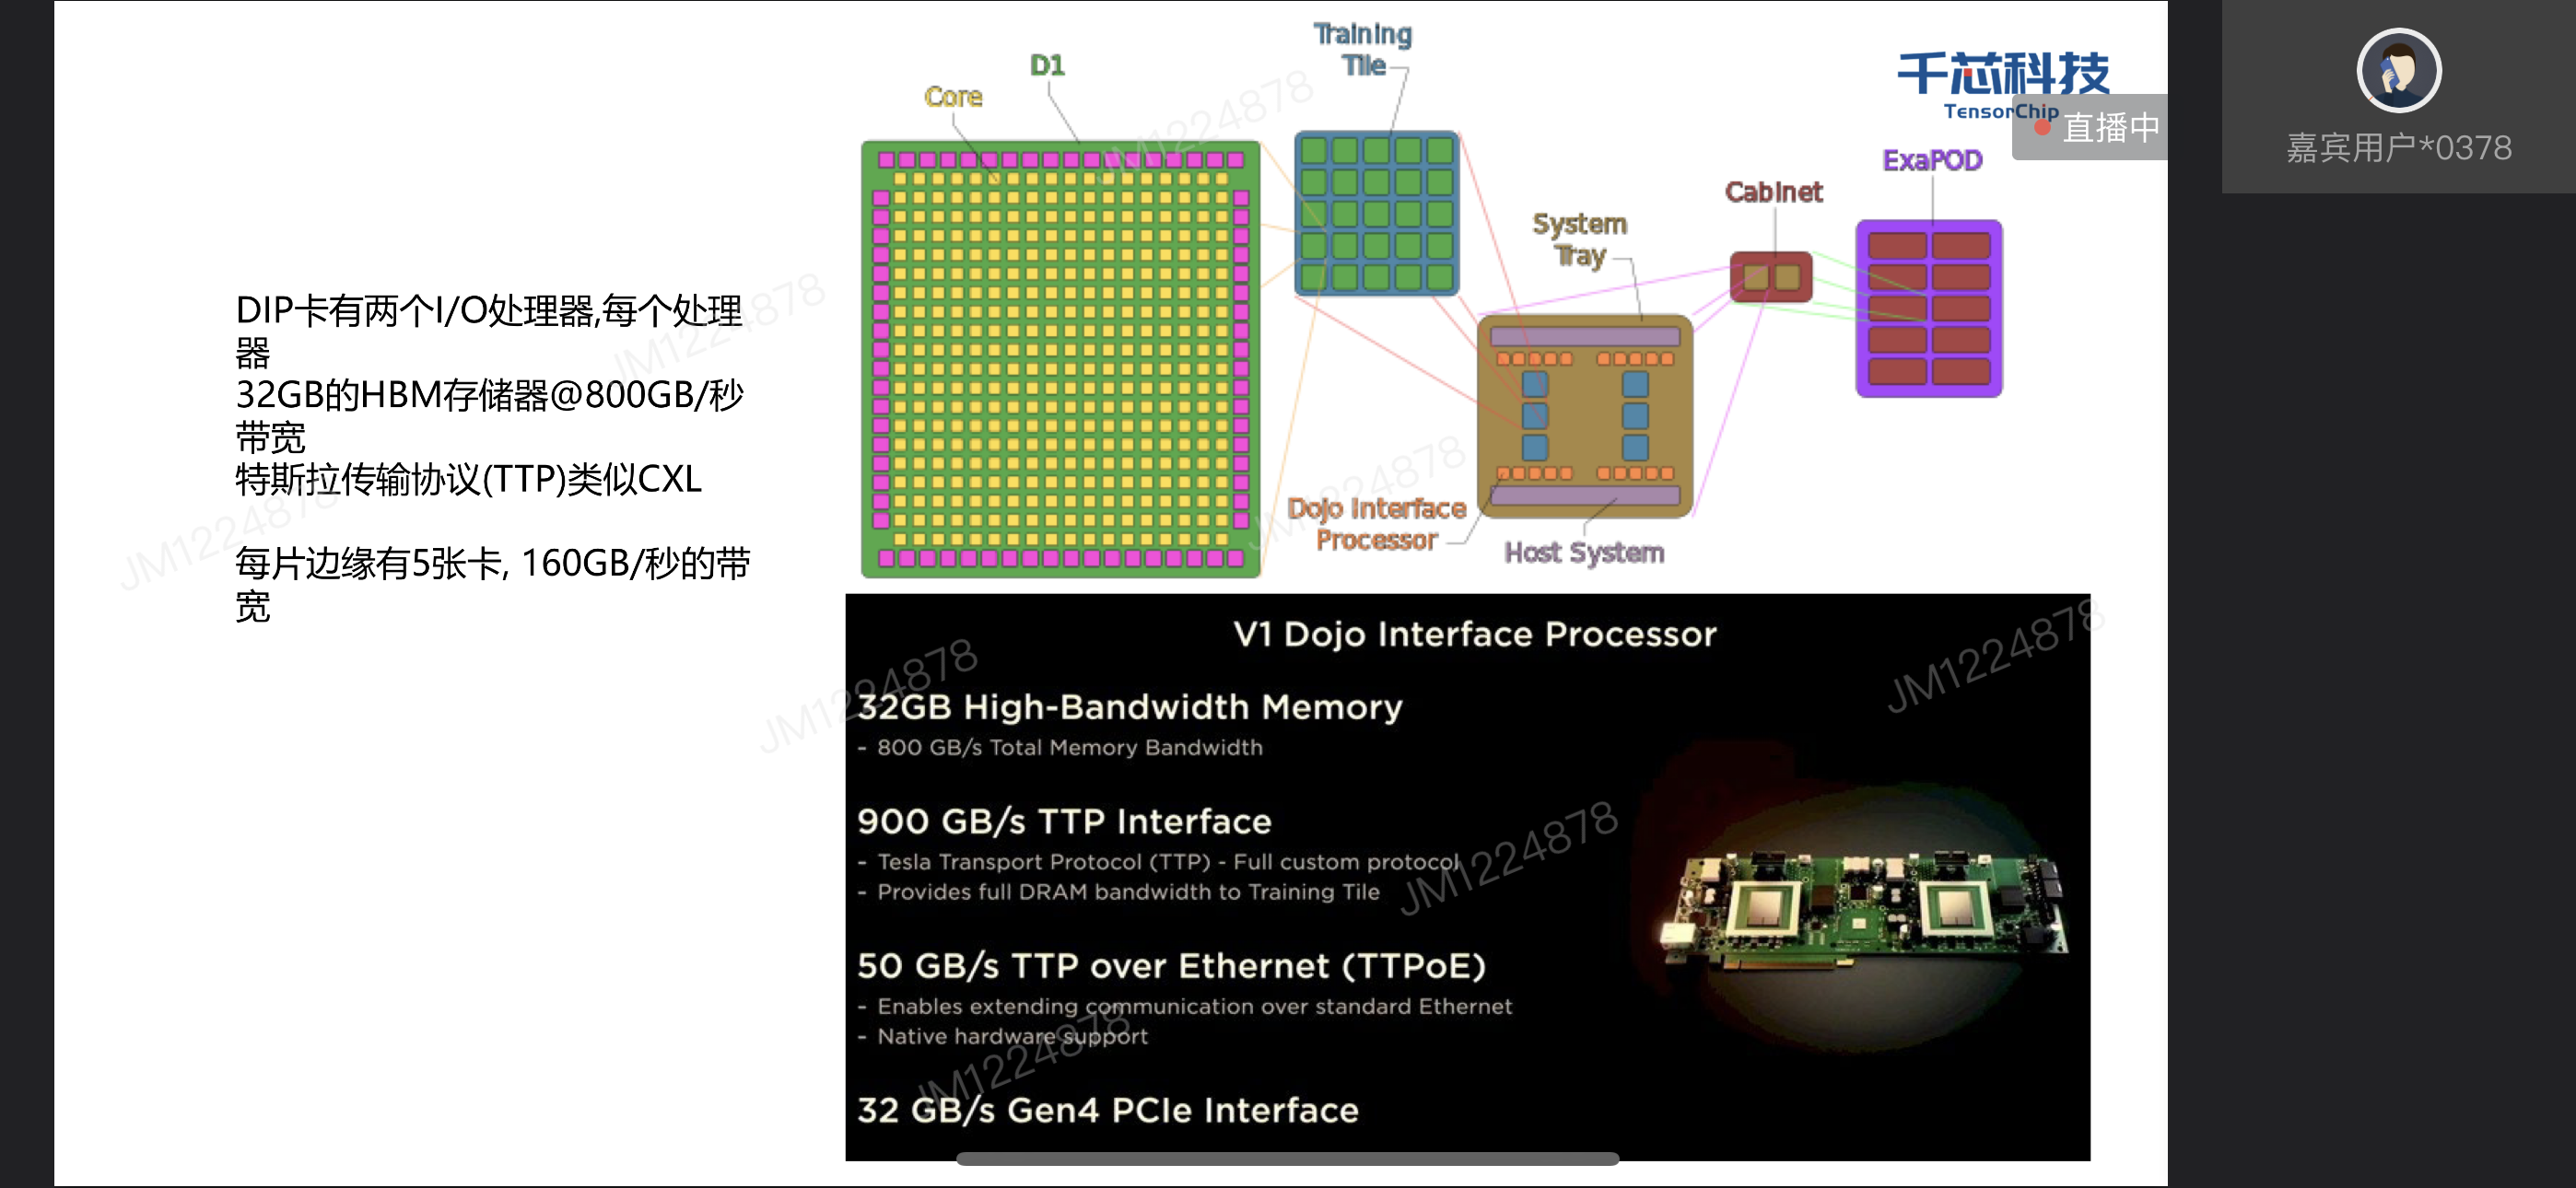 DIP卡有两个I/O处理器,每个处理
器
32GB的HBM存储器@800GB/秒
带宽
特斯拉传输协议(TTP)类似CXL
每片边缘有5张卡, 160GB/秒的带
宽
Core
D1
Training
Tile
System
Tray
Cabinet
ExaPOD
Dojo Interface
Processor
Host System
千芯科技
TensorChip
直播中
嘉宾用户*0378
V1 Dojo Interface Processor
32GB High-Bandwidth Memory
- 800 GB/s Total Memory Bandwidth
900 GB/s TTP Interface
- Tesla Transport Protocol (TTP) - Full custom protocol
- Provides full DRAM bandwidth to Training Tile
50 GB/s TTP over Ethernet (TTPoE)
- Enables extending communication over standard Ethernet
- Native hardware support
32 GB/s Gen4 PCIe Interface
JM1224878
JM1224878
JM1224878
JM1224878
JM1224878
JM1224878
JM1224878
JM1224878